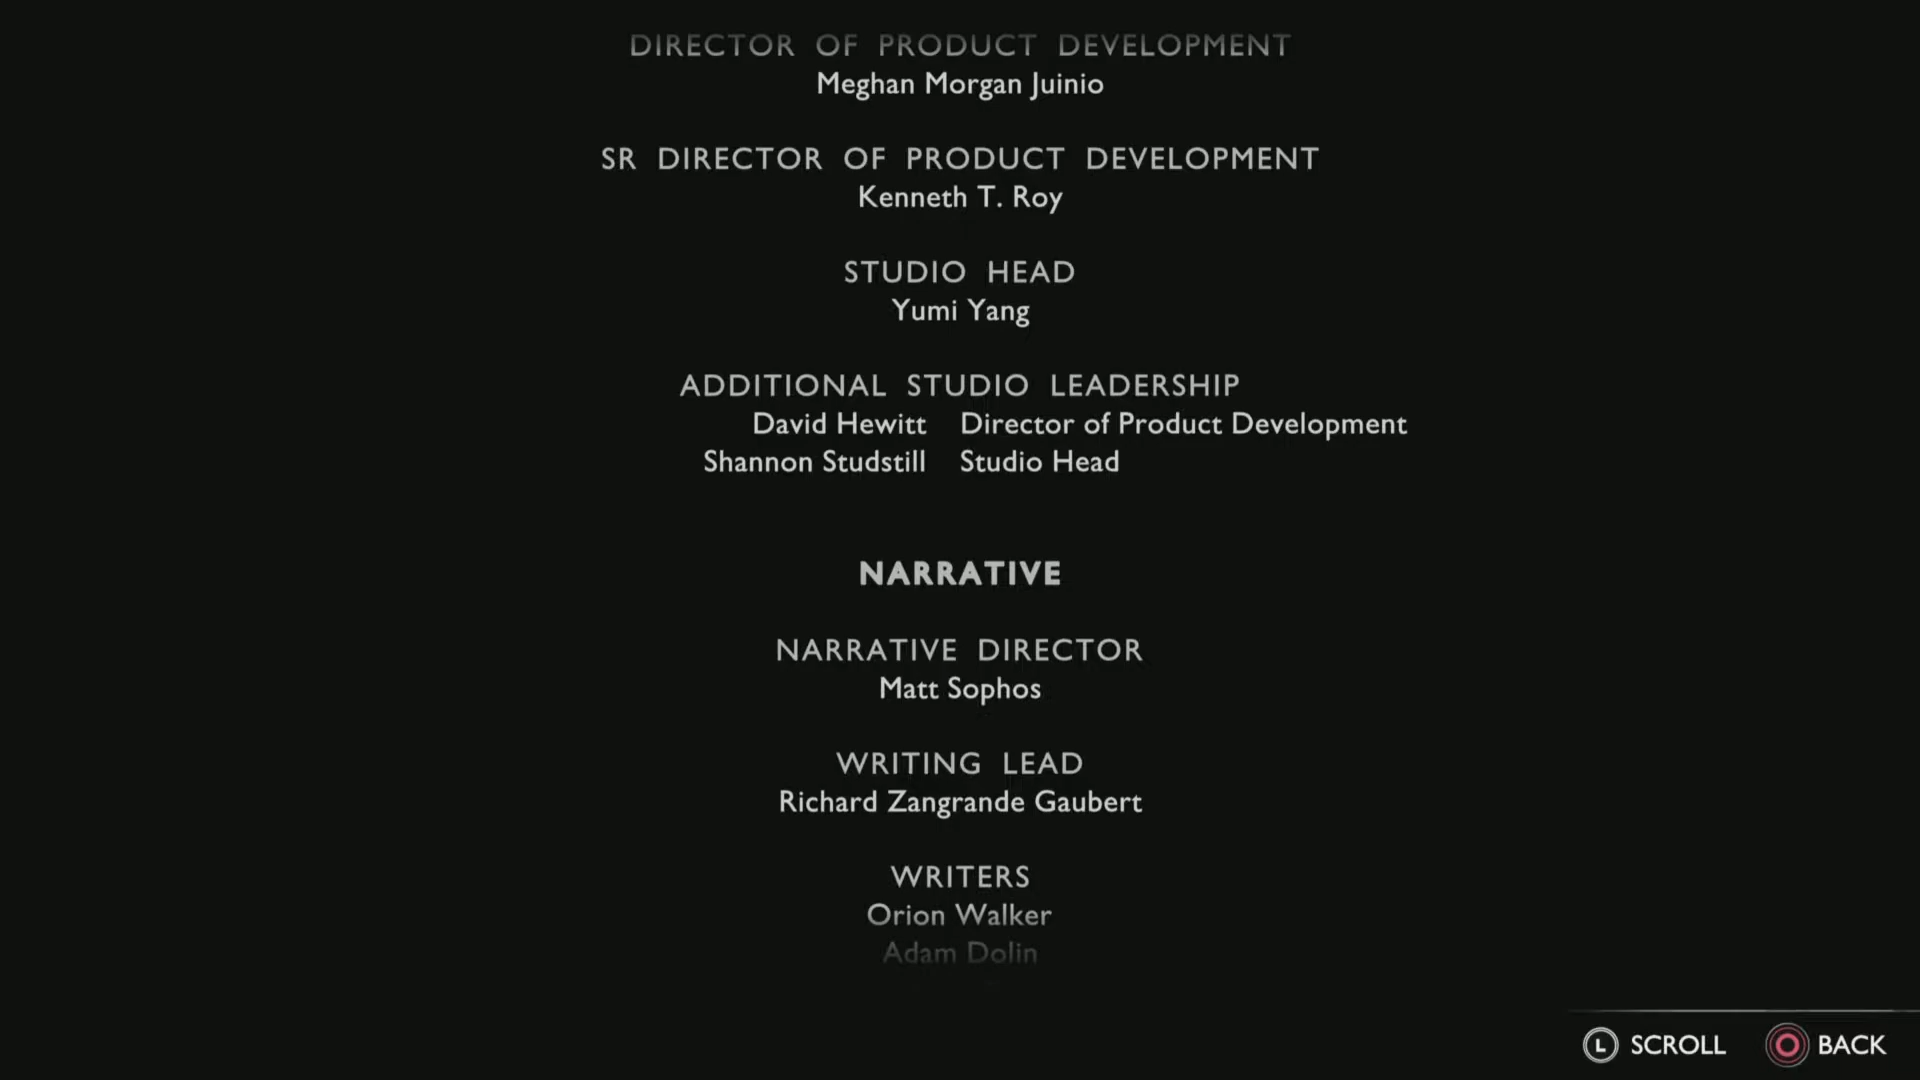 DIRECTOR OF PRODUCT DEVELOPMENT
Meghan Morgan Juinio
SR DIRECTOR OF PRODUCT DEVELOPMENT
Kenneth T. Roy
STUDIO HEAD
Yumi Yang
ADDITIONAL STUDIO LEADERSHIP
David Hewitt Director of Product Development
Shannon Studstill Studio Head
NARRATIVE
NARRATIVE DIRECTOR
Matt Sophos
WRITING LEAD
Richard Zangrande Gaubert
WRITERS
Orion Walker
Adam Dolin
L SCROLL BACK